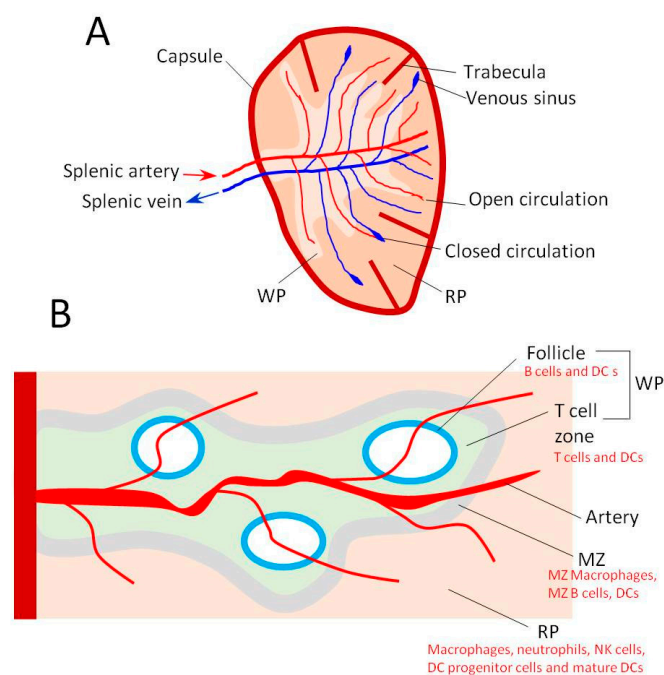 A
Capsule
Trabecula
Venous sinus
Splenic artery
Splenic vein
Open circulation
Closed circulation
WP
RP
B
Follicle
B cells and DC s
WP
T cell
zone
T cells and DCs
Artery
MZ
MZ Macrophages,
MZ B cells, DCs
RP
Macrophages, neutrophils, NK cells,
DC progenitor cells and mature DCs